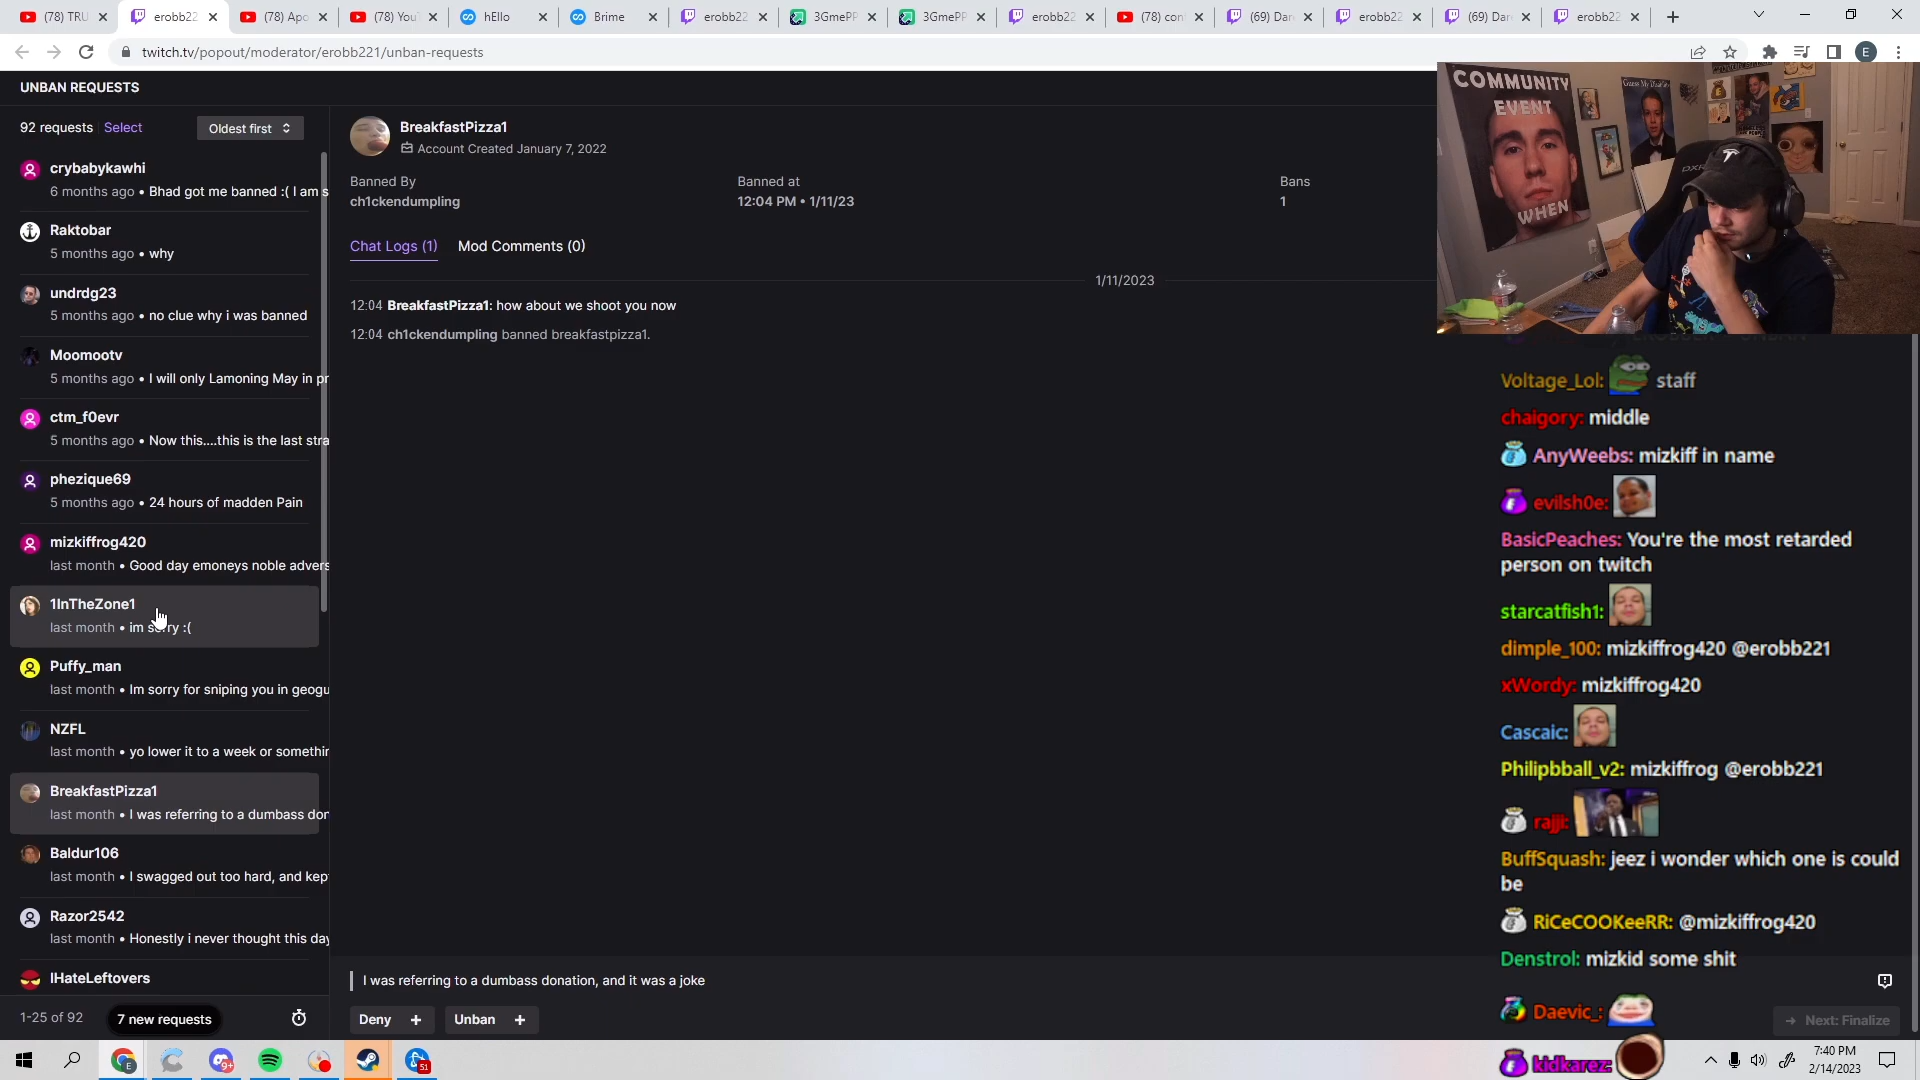 (78) TRU
erobb22
(78) Apo
(78) You
hEllo
Brime
erobb22
3GmePP
3GmePP
erobb22
(78) con
(69) Dar
erobb22
(69) Dar
erobb22
twitch.tv/popout/moderator/erobb221/unban-requests
E
UNBAN REQUESTS
92 requests Select
Oldest first
crybabykawhi
6 months ago • Bhad got me banned :( I am s
Raktobar
5 months ago • why
undrdg23
5 months ago • no clue why i was banned
Moomootv
5 months ago • I will only Lamoning May in pr
ctm_f0evr
5 months ago • Now this....this is the last stra
phezique69
5 months ago • 24 hours of madden Pain
mizkiffrog420
last month • Good day emoneys noble advers
1InTheZone1
last month • im sorry :(
Puffy_man
last month • Im sorry for sniping you in geogu
NZFL
last month • yo lower it to a week or somethin
BreakfastPizza1
last month • I was referring to a dumbass don
Baldur106
last month • I swagged out too hard, and kept
Razor2542
last month • Honestly i never thought this day
IHateLeftovers
1-25 of 92
7 new requests
BreakfastPizza1
Account Created January 7, 2022
Banned By
ch1ckendumpling
Banned at
12:04 PM • 1/11/23
Bans
1
Chat Logs (1)
Mod Comments (0)
1/11/2023
12:04 BreakfastPizza1: how about we shoot you now
12:04 ch1ckendumpling banned breakfastpizza1.
I was referring to a dumbass donation, and it was a joke
Deny +
Unban +
Next: Finalize
COMMUNITY
EVENT
WHEN
Voltage_Lol: staff
chaigory: middle
AnyWeebs: mizkiff in name
evilsh0e:
BasicPeaches: You're the most retarded
person on twitch
starcatfish1:
dimple_100: mizkiffrog420 @erobb221
xWordy: mizkiffrog420
Cascaic:
Philipbball_v2: mizkiffrog @erobb221
rajji:
BuffSquash: jeez i wonder which one is could
be
RiCeCOOKeeRR: @mizkiffrog420
Denstrol: mizkid some shit
Daevic_:
kidkarez:
9+
51
7:40 PM
2/14/2023